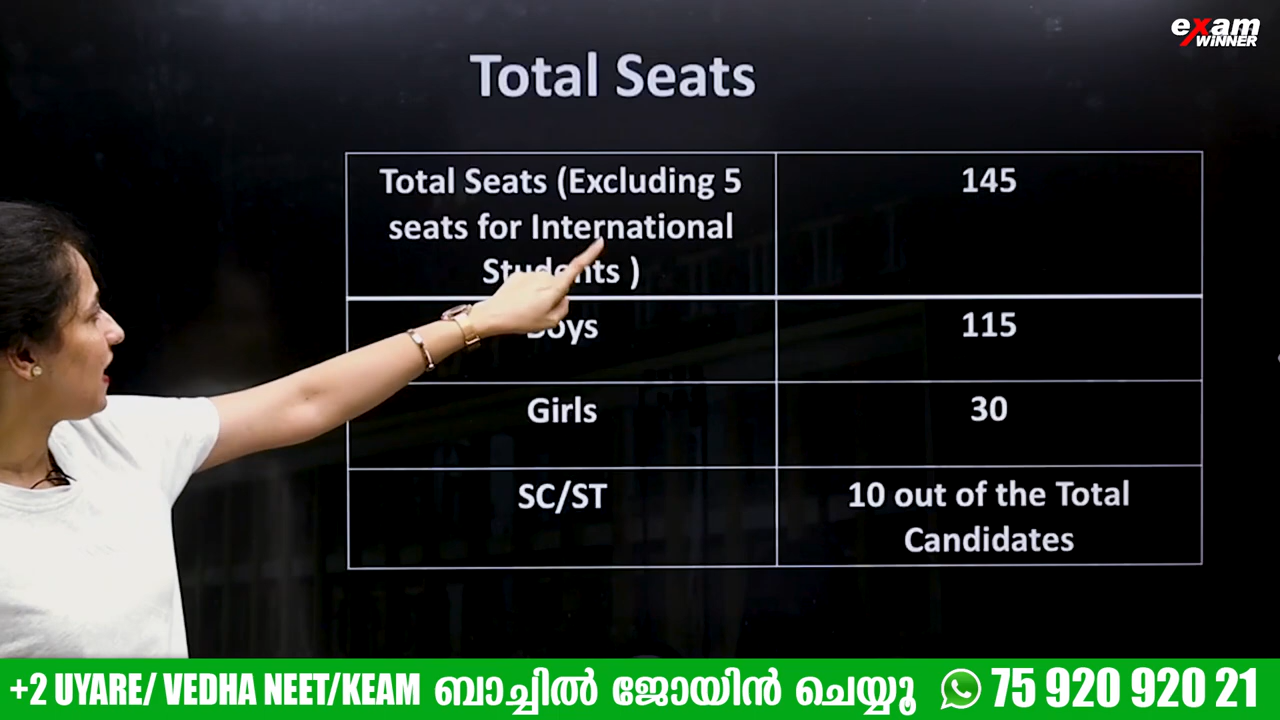 exam
WINNER
Total Seats
Total Seats (Excluding 5
seats for International
Students )
145
Boys
115
Girls
30
SC/ST
10 out of the Total
Candidates
+2 UYARE/ VEDHA NEET/KEAM ബാച്ചിൽ ജോയിൻ ചെയ്യൂ 75 920 920 21